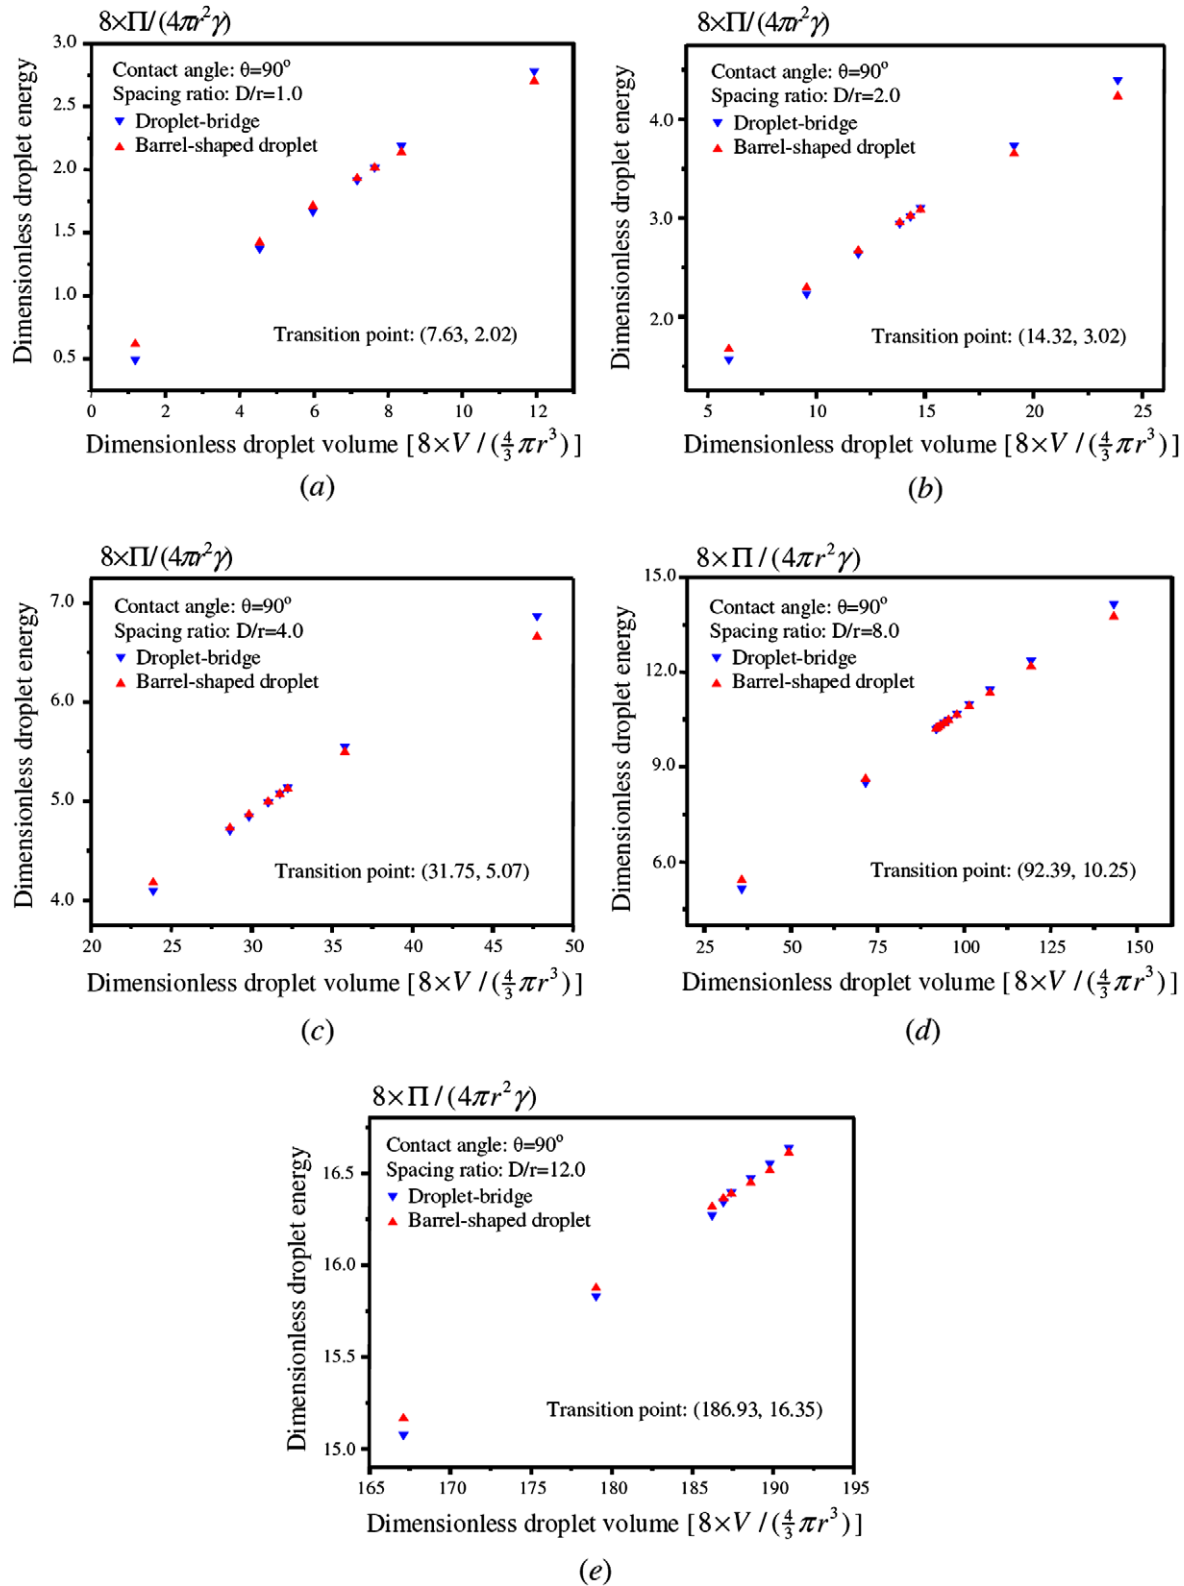 8×Π/(4πr²γ)
Dimensionless droplet energy
3.0
2.5
2.0
1.5
1.0
0.5
Contact angle: θ=90°
Spacing ratio: D/r=1.0
Droplet-bridge
Barrel-shaped droplet
Transition point: (7.63, 2.02)
0 2 4 6 8 10 12
Dimensionless droplet volume [8×V/(4/3πr³)]
(a)
8×Π/(4πr²γ)
Dimensionless droplet energy
4.0
3.0
2.0
Contact angle: θ=90°
Spacing ratio: D/r=2.0
Droplet-bridge
Barrel-shaped droplet
Transition point: (14.32, 3.02)
5 10 15 20 25
Dimensionless droplet volume [8×V/(4/3πr³)]
(b)
8×Π/(4πr²γ)
Dimensionless droplet energy
7.0
6.0
5.0
4.0
Contact angle: θ=90°
Spacing ratio: D/r=4.0
Droplet-bridge
Barrel-shaped droplet
Transition point: (31.75, 5.07)
20 25 30 35 40 45 50
Dimensionless droplet volume [8×V/(4/3πr³)]
(c)
8×Π/(4πr²γ)
Dimensionless droplet energy
15.0
12.0
9.0
6.0
Contact angle: θ=90°
Spacing ratio: D/r=8.0
Droplet-bridge
Barrel-shaped droplet
Transition point: (92.39, 10.25)
25 50 75 100 125 150
Dimensionless droplet volume [8×V/(4/3πr³)]
(d)
8×Π/(4πr²γ)
Dimensionless droplet energy
16.5
16.0
15.5
15.0
Contact angle: θ=90°
Spacing ratio: D/r=12.0
Droplet-bridge
Barrel-shaped droplet
Transition point: (186.93, 16.35)
165 170 175 180 185 190 195
Dimensionless droplet volume [8×V/(4/3πr³)]
(e)